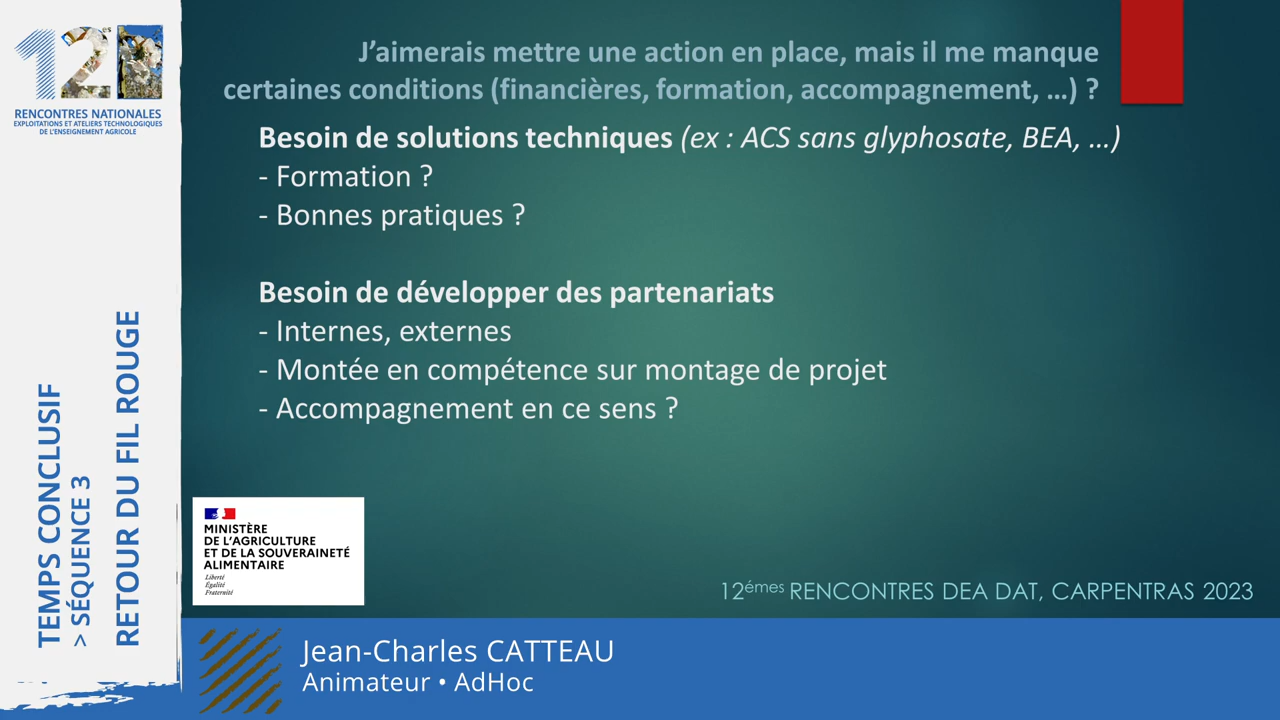 12es
RENCONTRES NATIONALES
EXPLOITATIONS ET ATELIERS TECHNOLOGIQUES
DE L'ENSEIGNEMENT AGRICOLE
TEMPS CONCLUSIF
> SÉQUENCE 3
RETOUR DU FIL ROUGE
J’aimerais mettre une action en place, mais il me manque
certaines conditions (financières, formation, accompagnement, …) ?
Besoin de solutions techniques (ex : ACS sans glyphosate, BEA, …)
- Formation ?
- Bonnes pratiques ?
Besoin de développer des partenariats
- Internes, externes
- Montée en compétence sur montage de projet
- Accompagnement en ce sens ?
MINISTÈRE
DE L'AGRICULTURE
ET DE LA SOUVERAINETÉ
ALIMENTAIRE
Liberté
Égalité
Fraternité
12émes RENCONTRES DEA DAT, CARPENTRAS 2023
Jean-Charles CATTEAU
Animateur • AdHoc